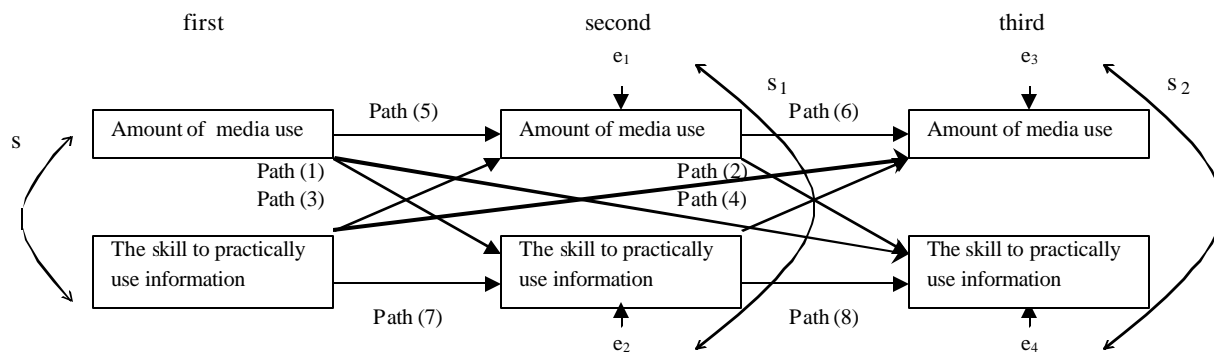 first second third
e1 e3
s1 s2
Path (5) Path (6)
s
Amount of media use Amount of media use Amount of media use
Path (1) Path (2)
Path (3) Path (4)
The skill to practically The skill to practically The skill to practically
use information use information use information
Path (7) Path (8)
e2 e4